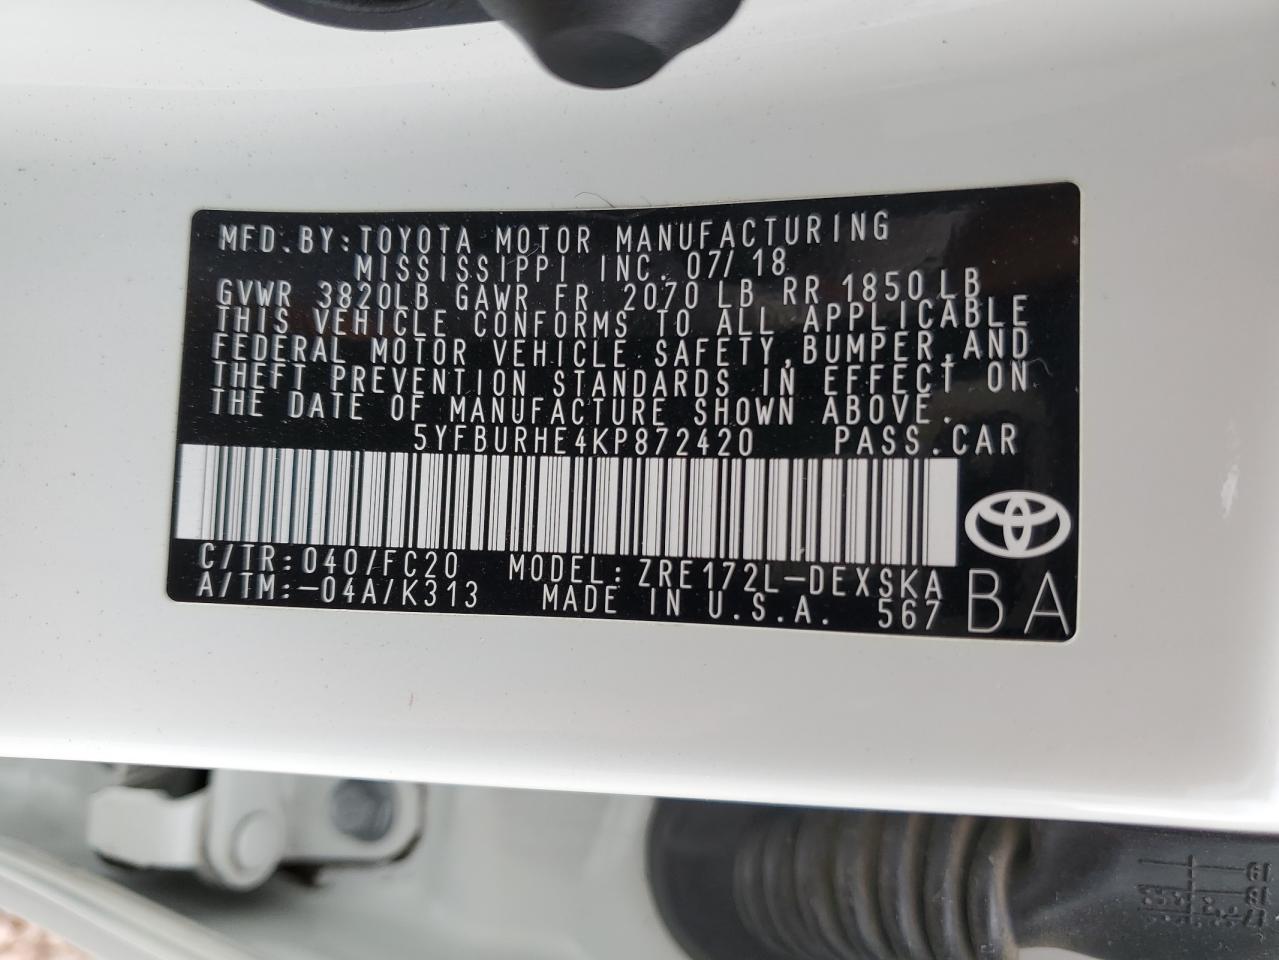 MFD.BY:TOYOTA MOTOR MANUFACTURING
MISSISSIPPI INC. 07/18
GVWR 3820LB GAWR FR 2070 LB RR 1850LB
THIS VEHICLE CONFORMS TO ALL APPLICABLE
FEDERAL MOTOR VEHICLE SAFETY,BUMPER,AND
THEFT PREVENTION STANDARDS IN EFFECT ON
THE DATE OF MANUFACTURE SHOWN ABOVE.
5YFBURHE4KP872420 PASS.CAR
C/TR:040/FC20 MODEL:ZRE172L-DEXSKA
A/TM:-04A/K313 MADE IN U.S.A. 567
BA